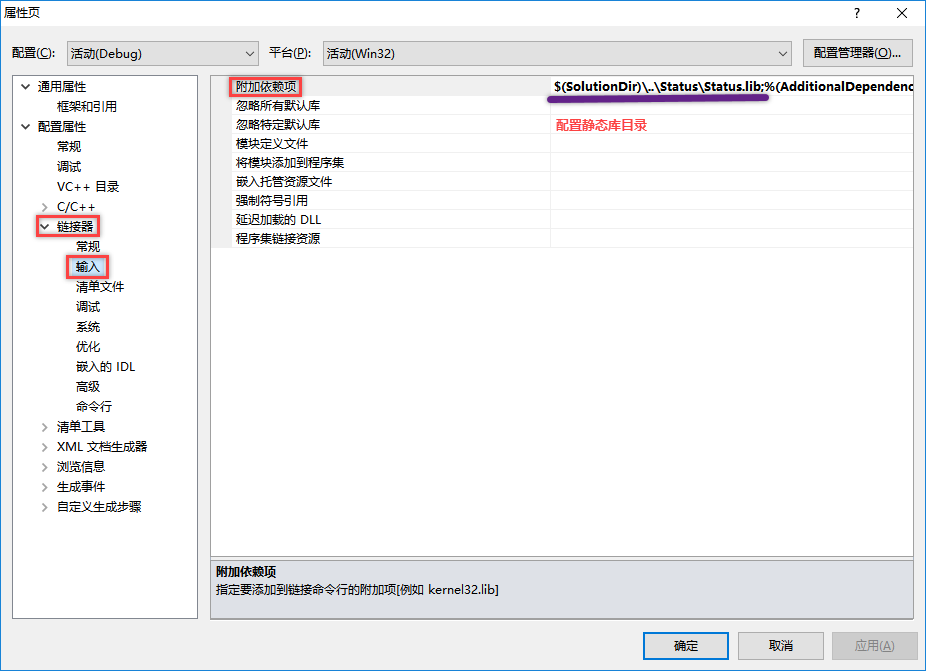 属性页
配置(C):
活动(Debug)
平台(P):
活动(Win32)
配置管理器(O)...
通用属性
框架和引用
配置属性
常规
调试
VC++ 目录
C/C++
链接器
常规
输入
清单文件
调试
系统
优化
嵌入的 IDL
高级
命令行
清单工具
XML 文档生成器
浏览信息
生成事件
自定义生成步骤
附加依赖项
$(SolutionDir)\..\Status\Status.lib;%(AdditionalDependenc
忽略所有默认库
忽略特定默认库
配置静态库目录
模块定义文件
将模块添加到程序集
嵌入托管资源文件
强制符号引用
延迟加载的 DLL
程序集链接资源
附加依赖项
指定要添加到链接命令行的附加项[例如 kernel32.lib]
确定
取消
应用(A)